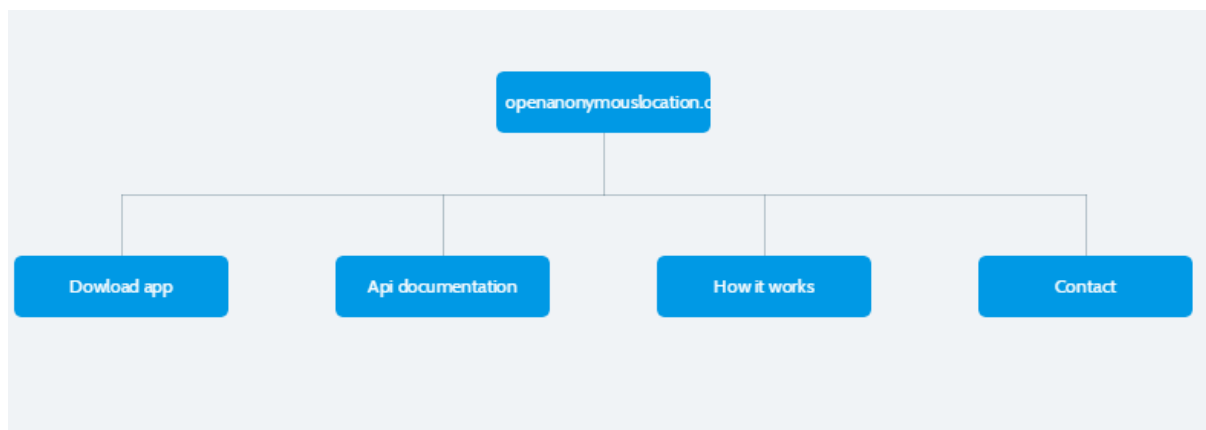 openanonymouslocation.c
Dowload app
Api documentation
How it works
Contact